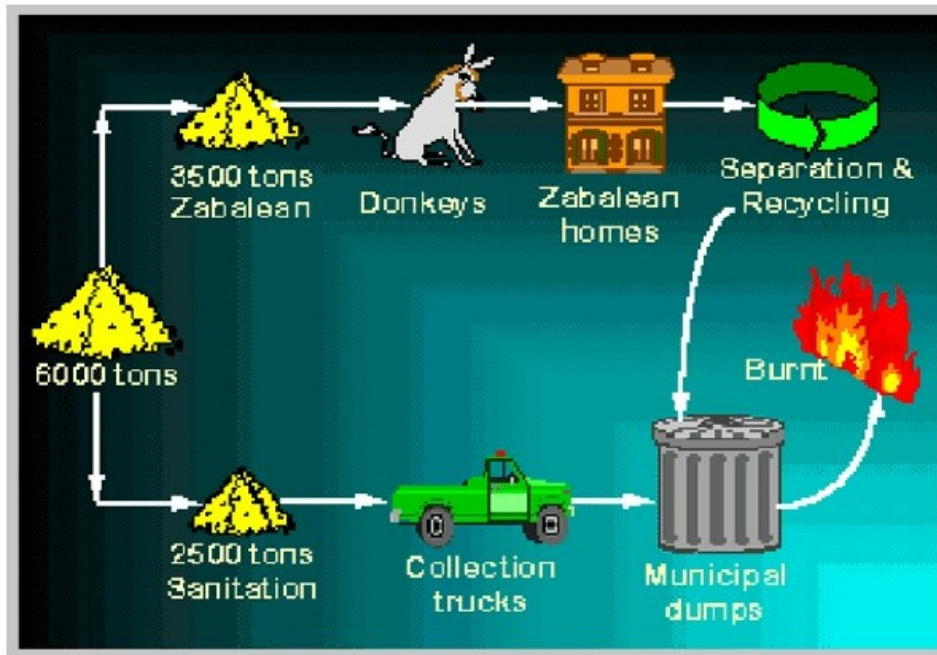 3500 tons
Zabalean
Donkeys
Zabalean
homes
Separation &
Recycling
6000 tons
Burnt
2500 tons
Sanitation
Collection
trucks
Municipal
dumps